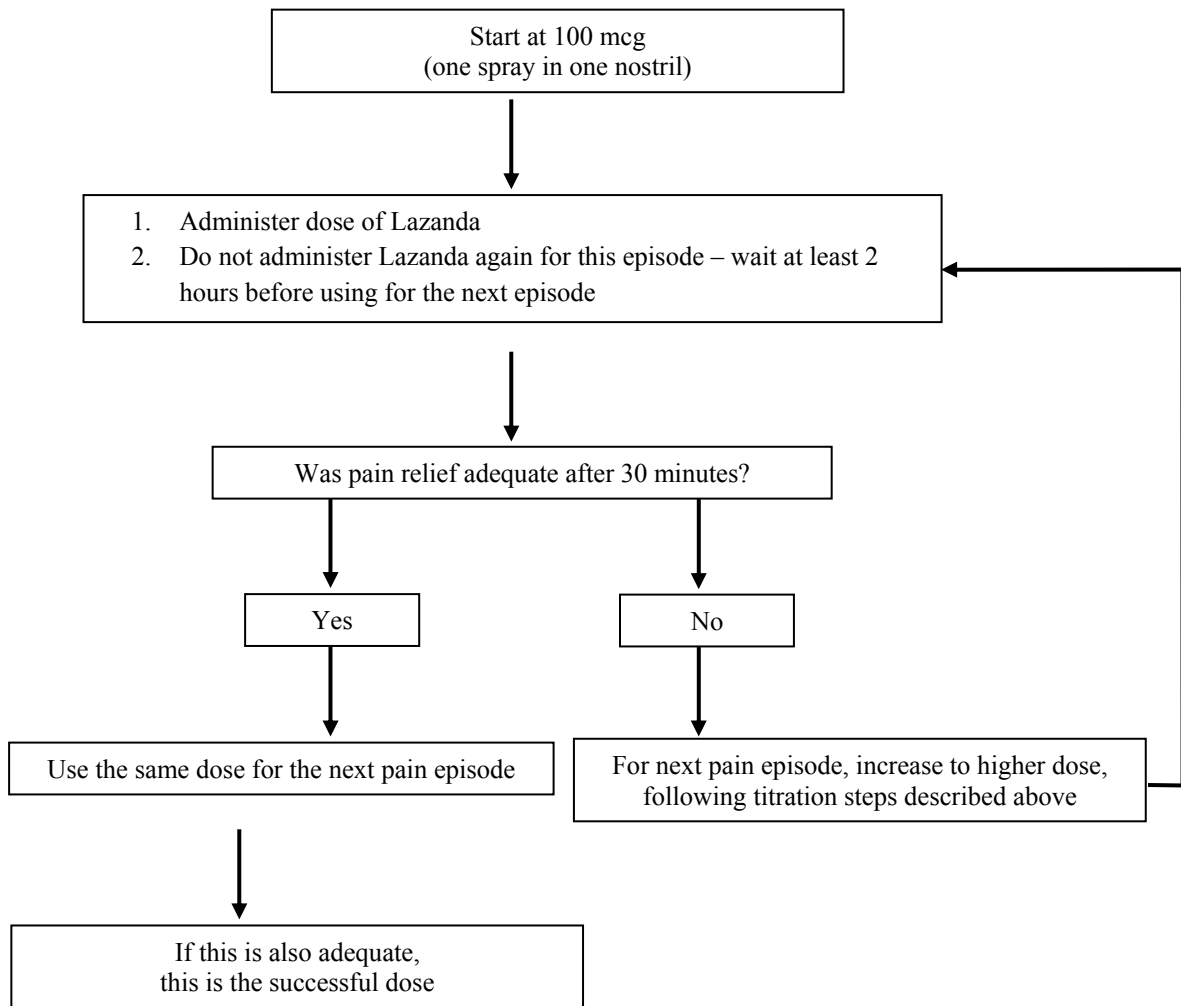 Start at 100 mcg
(one spray in one nostril)
1. Administer dose of Lazanda
2. Do not administer Lazanda again for this episode – wait at least 2
hours before using for the next episode
Was pain relief adequate after 30 minutes?
Yes
No
Use the same dose for the next pain episode
For next pain episode, increase to higher dose,
following titration steps described above
If this is also adequate,
this is the successful dose